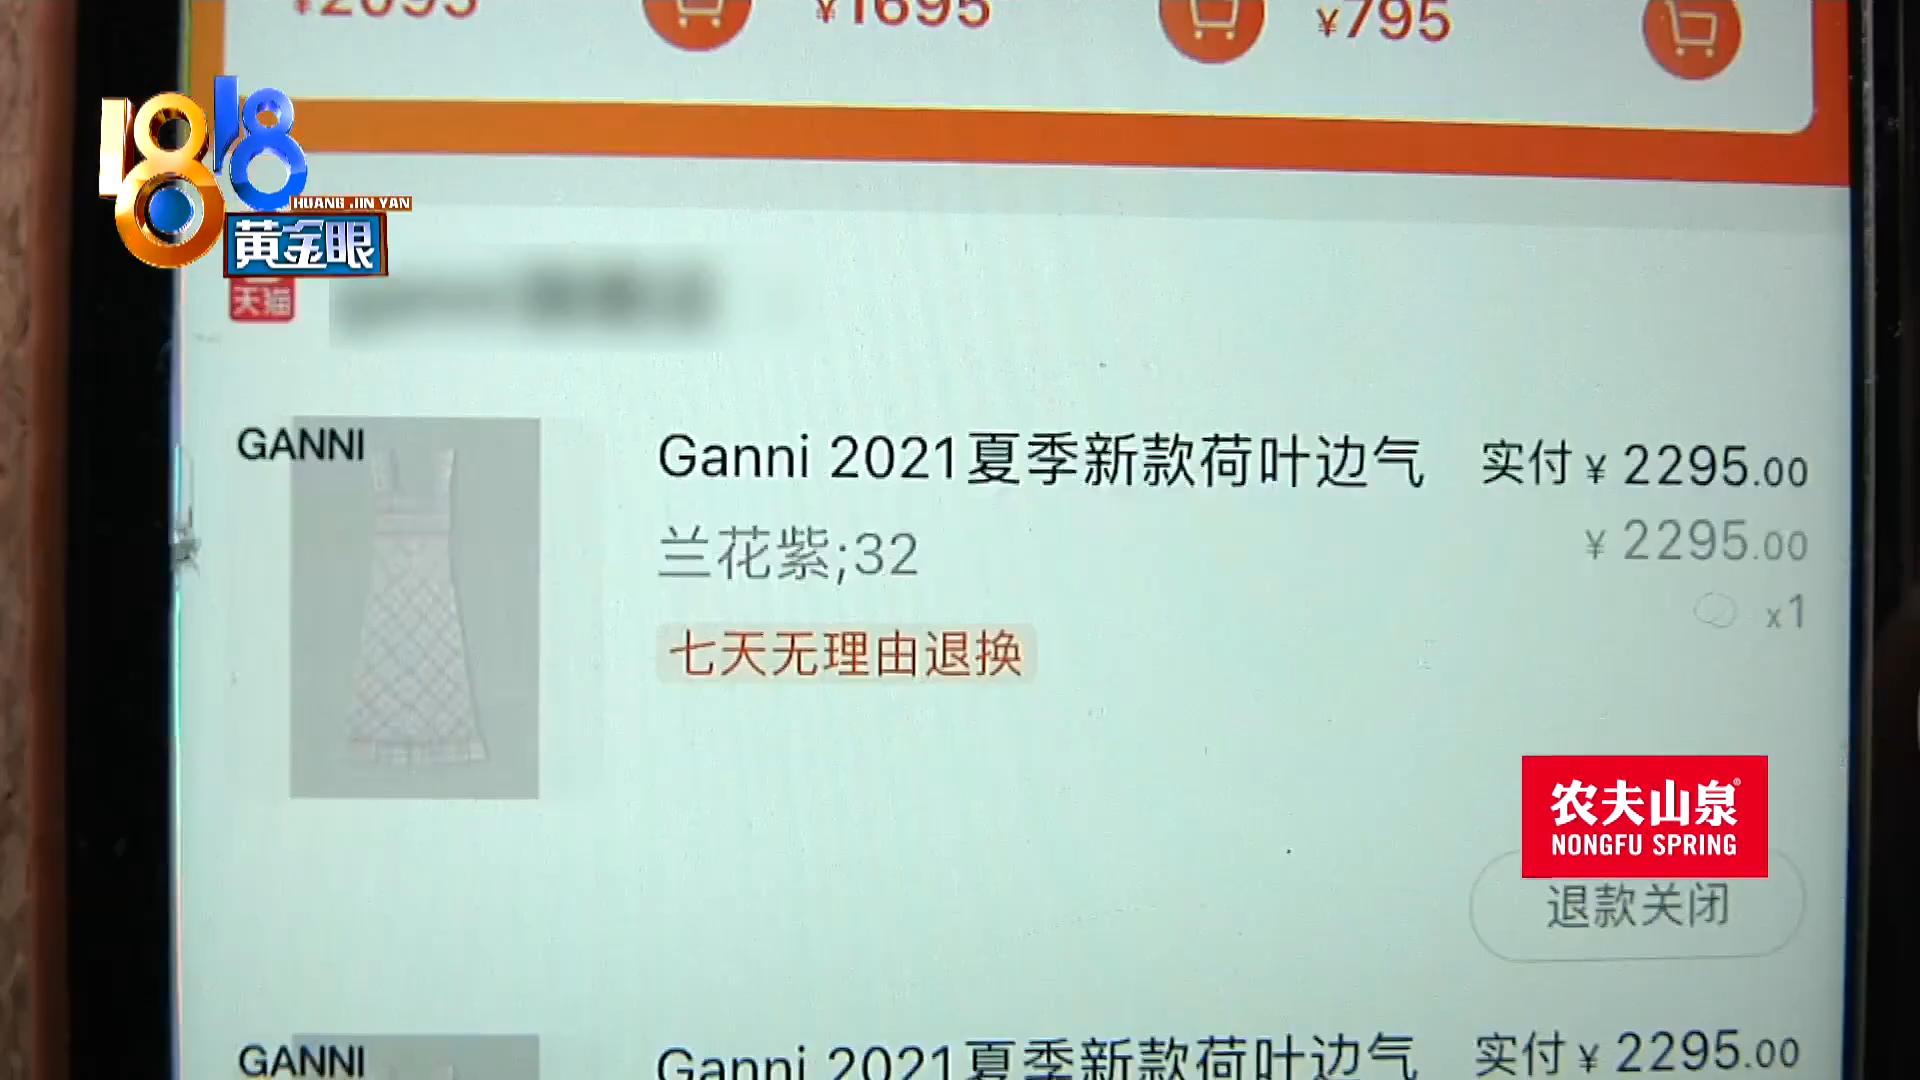 ¥2095
¥1695
¥795
1818
HUANG JIN YAN
黄金眼
天猫
GANNI
Ganni 2021夏季新款荷叶边气
实付 ¥ 2295.00
兰花紫;32
¥ 2295.00
x1
七天无理由退换
农夫山泉®
NONGFU SPRING
退款关闭
GANNI
Ganni 2021夏季新款荷叶边气
实付 ¥ 2295.00